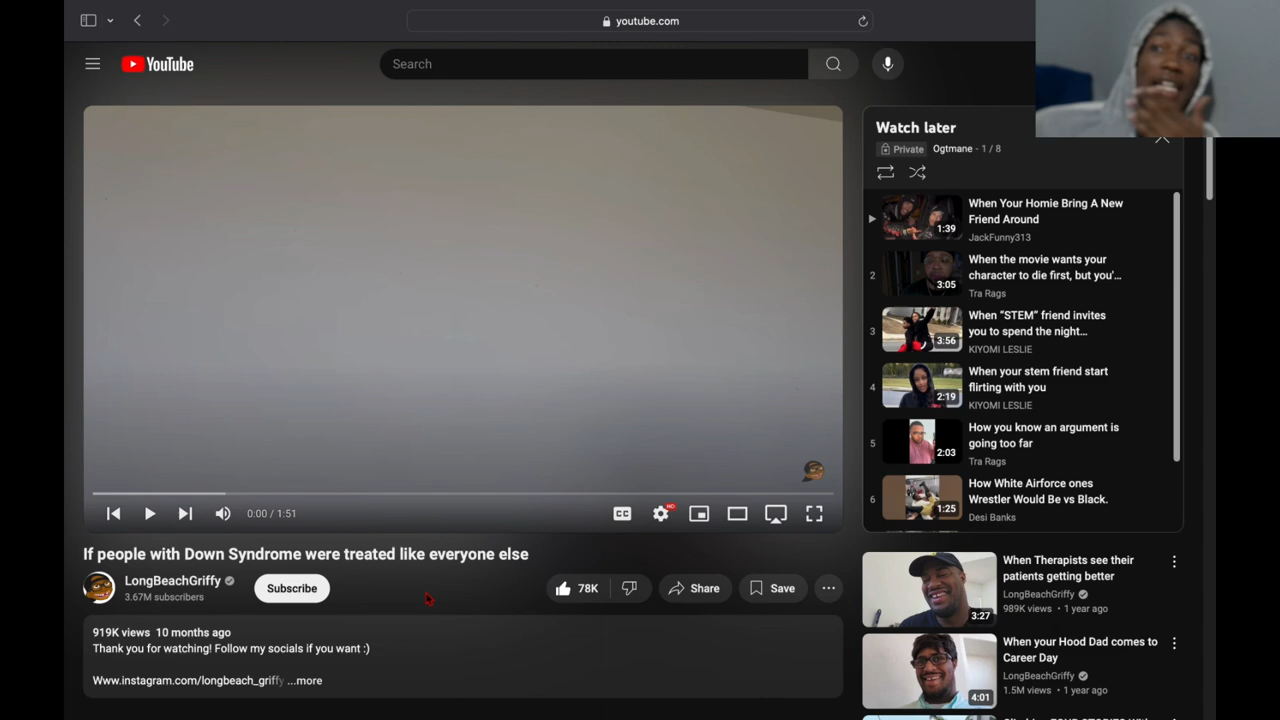 youtube.com
YouTube
Search
Watch later
Private Ogtmane - 1 / 8
When Your Homie Bring A New
Friend Around
1:39
JackFunny313
2
When the movie wants your
character to die first, but you'...
3:05
Tra Rags
3
When “STEM” friend invites
you to spend the night...
3:56
KIYOMI LESLIE
4
When your stem friend start
flirting with you
2:19
KIYOMI LESLIE
5
How you know an argument is
going too far
2:03
Tra Rags
6
How White Airforce ones
Wrestler Would Be vs Black.
1:25
Desi Banks
0:00 / 1:51
CC
HD
If people with Down Syndrome were treated like everyone else
LongBeachGriffy
3.67M subscribers
Subscribe
78K
Share
Save
919K views 10 months ago
Thank you for watching! Follow my socials if you want :)
Www.instagram.com/longbeach_griffy ...more
When Therapists see their
patients getting better
LongBeachGriffy
989K views • 1 year ago
3:27
When your Hood Dad comes to
Career Day
LongBeachGriffy
1.5M views • 1 year ago
4:01